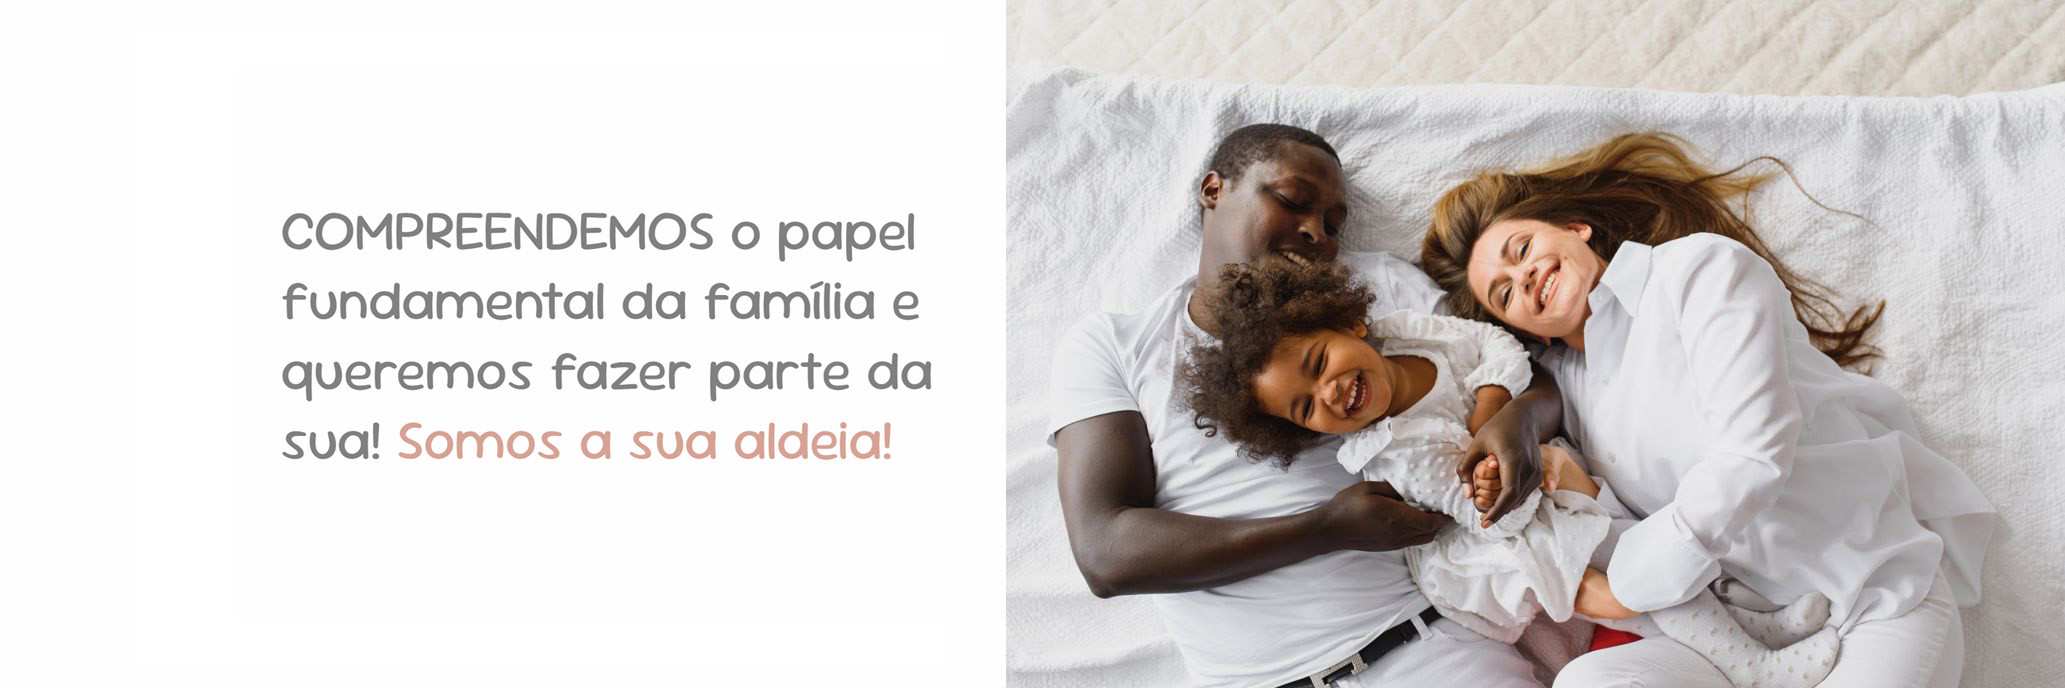 COMPREENDEMOS o papel
fundamental da família e
queremos fazer parte da
sua! Somos a sua aldeia!